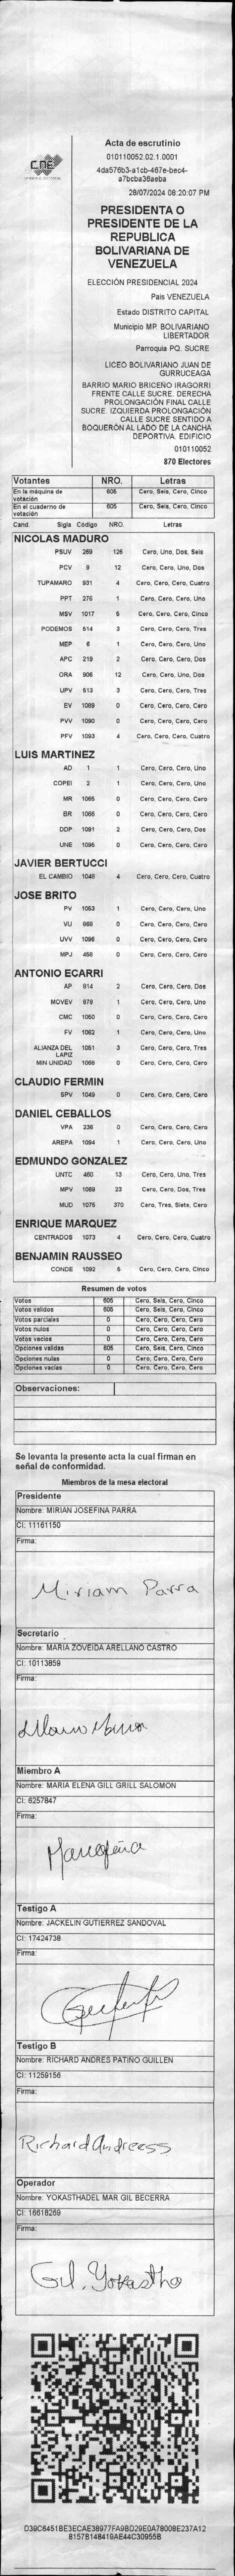 CNE
Acta de escrutinio
010110052.02.1.0001
4da576b3-a1cb-467e-bec4-
a7bcba36aeba
28/07/2024 08:20:07 PM
PRESIDENTA O
PRESIDENTE DE LA
REPUBLICA
BOLIVARIANA DE
VENEZUELA
ELECCIÓN PRESIDENCIAL 2024
Pais VENEZUELA
Estado DISTRITO CAPITAL
Municipio MP. BOLIVARIANO
LIBERTADOR
Parroquia PQ. SUCRE
LICEO BOLIVARIANO JUAN DE
GURRUCEAGA
BARRIO MARIO BRICEÑO IRAGORRI
FRENTE CALLE SUCRE. DERECHA
PROLONGACIÓN FINAL CALLE
SUCRE. IZQUIERDA PROLONGACIÓN
CALLE SUCRE SENTIDO A
BOQUERÓN AL LADO DE LA CANCHA
DEPORTIVA. EDIFICIO
010110052
870 Electores
Votantes NRO. Letras
En la máquina de votación 605 Cero, Seis, Cero, Cinco
En el cuaderno de votación 605 Cero, Seis, Cero, Cinco
Cand. Sigla Código NRO. Letras
NICOLAS MADURO
PSUV 269 126 Cero, Uno, Dos, Seis
PCV 9 12 Cero, Cero, Uno, Dos
TUPAMARO 931 4 Cero, Cero, Cero, Cuatro
PPT 276 1 Cero, Cero, Cero, Uno
MSV 1017 5 Cero, Cero, Cero, Cinco
PODEMOS 514 3 Cero, Cero, Cero, Tres
MEP 6 1 Cero, Cero, Cero, Uno
APC 219 2 Cero, Cero, Cero, Dos
ORA 906 12 Cero, Cero, Uno, Dos
UPV 513 3 Cero, Cero, Cero, Tres
EV 1089 0 Cero, Cero, Cero, Cero
PVV 1090 0 Cero, Cero, Cero, Cero
PFV 1093 4 Cero, Cero, Cero, Cuatro
LUIS MARTINEZ
AD 1 1 Cero, Cero, Cero, Uno
COPEI 2 1 Cero, Cero, Cero, Uno
MR 1065 0 Cero, Cero, Cero, Cero
BR 1066 0 Cero, Cero, Cero, Cero
DDP 1091 2 Cero, Cero, Cero, Dos
UNE 1095 0 Cero, Cero, Cero, Cero
JAVIER BERTUCCI
EL CAMBIO 1048 4 Cero, Cero, Cero, Cuatro
JOSE BRITO
PV 1053 1 Cero, Cero, Cero, Uno
VU 968 0 Cero, Cero, Cero, Cero
UVV 1096 0 Cero, Cero, Cero, Cero
MPJ 458 0 Cero, Cero, Cero, Cero
ANTONIO ECARRI
AP 914 2 Cero, Cero, Cero, Dos
MOVEV 878 1 Cero, Cero, Cero, Uno
CMC 1050 0 Cero, Cero, Cero, Cero
FV 1062 1 Cero, Cero, Cero, Uno
ALIANZA DEL LAPIZ 1051 3 Cero, Cero, Cero, Tres
MIN UNIDAD 1068 0 Cero, Cero, Cero, Cero
CLAUDIO FERMIN
SPV 1049 0 Cero, Cero, Cero, Cero
DANIEL CEBALLOS
VPA 236 0 Cero, Cero, Cero, Cero
AREPA 1094 1 Cero, Cero, Cero, Uno
EDMUNDO GONZALEZ
UNTC 460 13 Cero, Cero, Uno, Tres
MPV 1069 23 Cero, Cero, Dos, Tres
MUD 1075 370 Cero, Tres, Siete, Cero
ENRIQUE MARQUEZ
CENTRADOS 1073 4 Cero, Cero, Cero, Cuatro
BENJAMIN RAUSSEO
CONDE 1092 5 Cero, Cero, Cero, Cinco
Resumen de votos
Votos 605 Cero, Seis, Cero, Cinco
Votos validos 605 Cero, Seis, Cero, Cinco
Votos parciales 0 Cero, Cero, Cero, Cero
Votos nulos 0 Cero, Cero, Cero, Cero
Votos vacios 0 Cero, Cero, Cero, Cero
Opciones validas 605 Cero, Seis, Cero, Cinco
Opciones nulas 0 Cero, Cero, Cero, Cero
Opciones vacias 0 Cero, Cero, Cero, Cero
Observaciones:
Se levanta la presente acta la cual firman en
señal de conformidad.
Miembros de la mesa electoral
Presidente
Nombre: MIRIAN JOSEFINA PARRA
CI: 11161150
Firma:
Miriam Parra
Secretario
Nombre: MARIA ZOVEIDA ARELLANO CASTRO
CI: 10113859
Firma:
Miembro A
Nombre: MARIA ELENA GILL GRILL SALOMON
CI: 6257847
Firma:
Testigo A
Nombre: JACKELIN GUTIERREZ SANDOVAL
CI: 17424738
Firma:
Testigo B
Nombre: RICHARD ANDRES PATIÑO GUILLEN
CI: 11259156
Firma:
Richard andreess
Operador
Nombre: YOKASTHADEL MAR GIL BECERRA
CI: 16618269
Firma:
Gil. Yokastha
D39C6451BE3ECAE38977FA9BD29E0A78008E237A12
8157B148419AE44C30955B